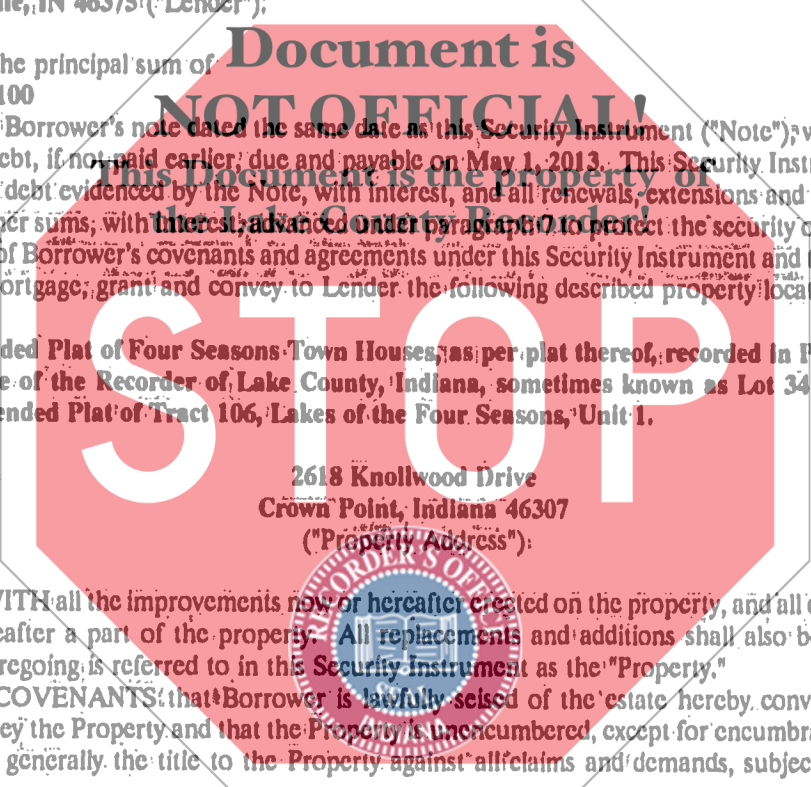 ne, IN 46375 ("Lender");
he principal sum of
100
Document is
NOT OFFICIAL!
This Document is the property of
the Lake County Recorder!
Borrower's note dated the same date as this Security Instrument ("Note"), w
ebt, if not paid earlier, due and payable on May 1, 2013. This Security Inst
debt evidenced by the Note, with interest, and all renewals, extensions and
er sums, with interest, advanced under paragraph to protect the security o
of Borrower's covenants and agreements under this Security Instrument and
ortgage, grant and convey to Lender the following described property loca
STOP
ded Plat of Four Seasons Town Houses, as per plat thereof, recorded in P
e of the Recorder of Lake County, Indiana, sometimes known as Lot 34
ended Plat of Tract 106, Lakes of the Four Seasons, Unit 1.
2618 Knollwood Drive
Crown Point, Indiana 46307
("Property Address");
RECORDER'S OFFICE
SEAL
INDIANA
WITH all the improvements now or hereafter erected on the property, and all e
eafter a part of the property. All replacements and additions shall also b
regoing is referred to in this Security Instrument as the "Property."
COVENANTS that Borrower is lawfully seised of the estate hereby conv
ey the Property and that the Property is unencumbered, except for encumbra
generally the title to the Property against all claims and demands, subjec